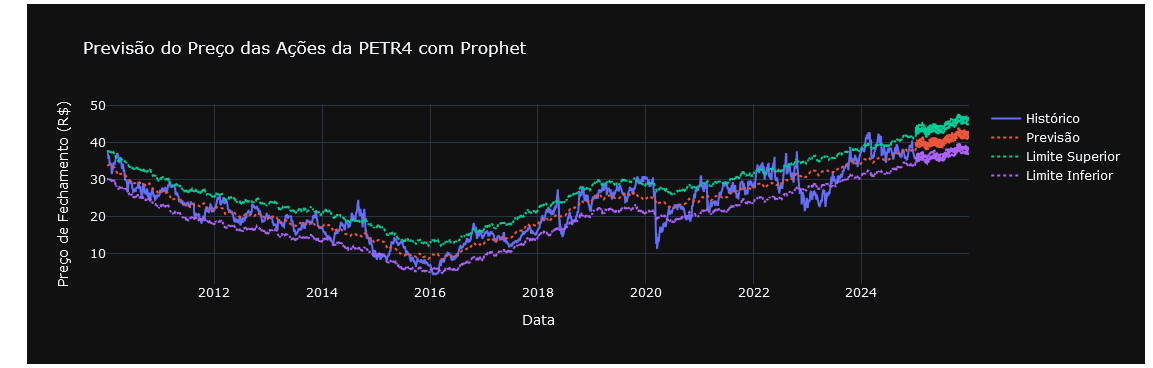 Previsão do Preço das Ações da PETR4 com Prophet
Preço de Fechamento (R$)
50
40
30
20
10
2012
2014
2016
2018
2020
2022
2024
Data
Histórico
Previsão
Limite Superior
Limite Inferior